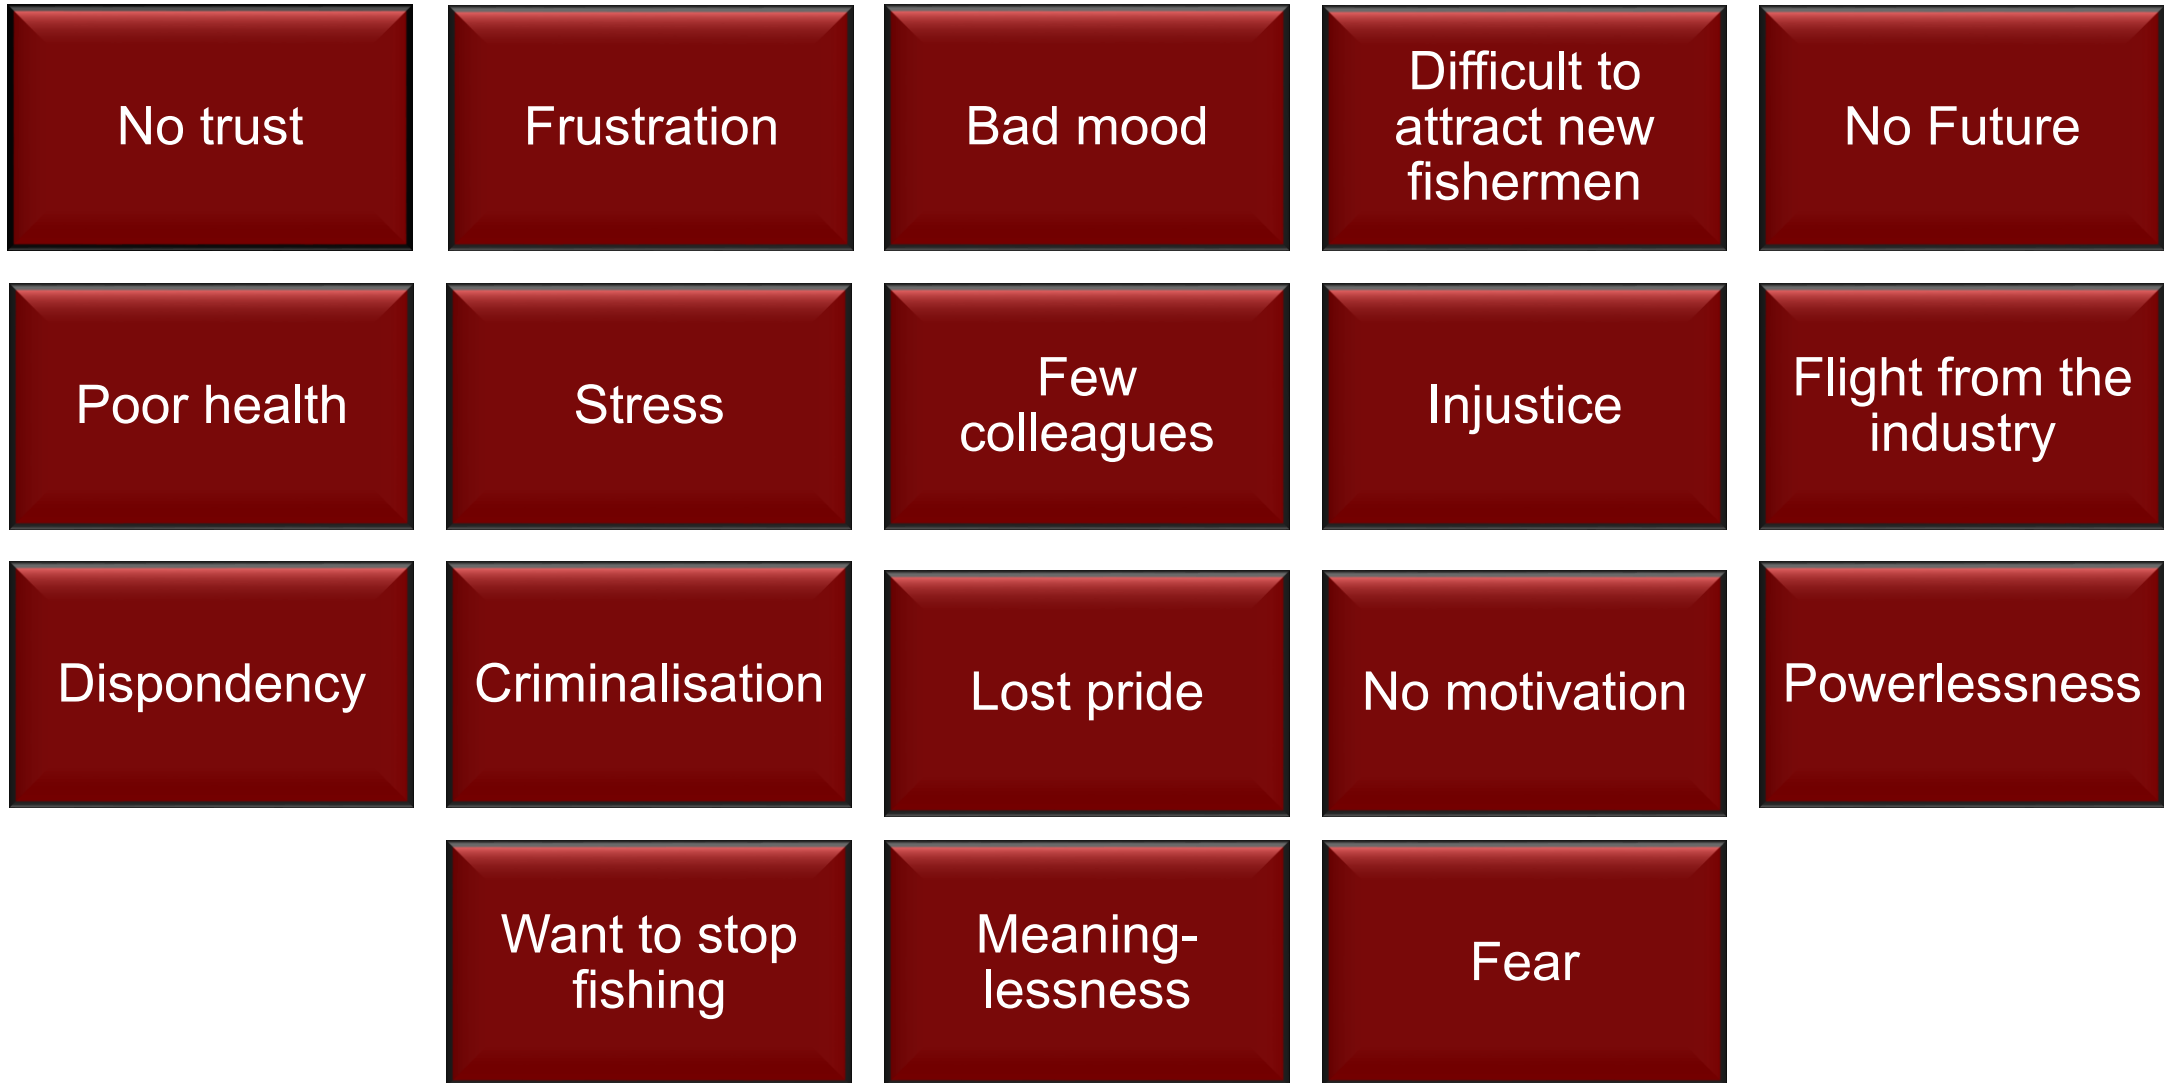 No trust
Frustration
Bad mood
Difficult to
attract new
fishermen
No Future
Poor health
Stress
Few
colleagues
Injustice
Flight from the
industry
Dispondency
Criminalisation
Lost pride
No motivation
Powerlessness
Want to stop
fishing
Meaning-
lessness
Fear